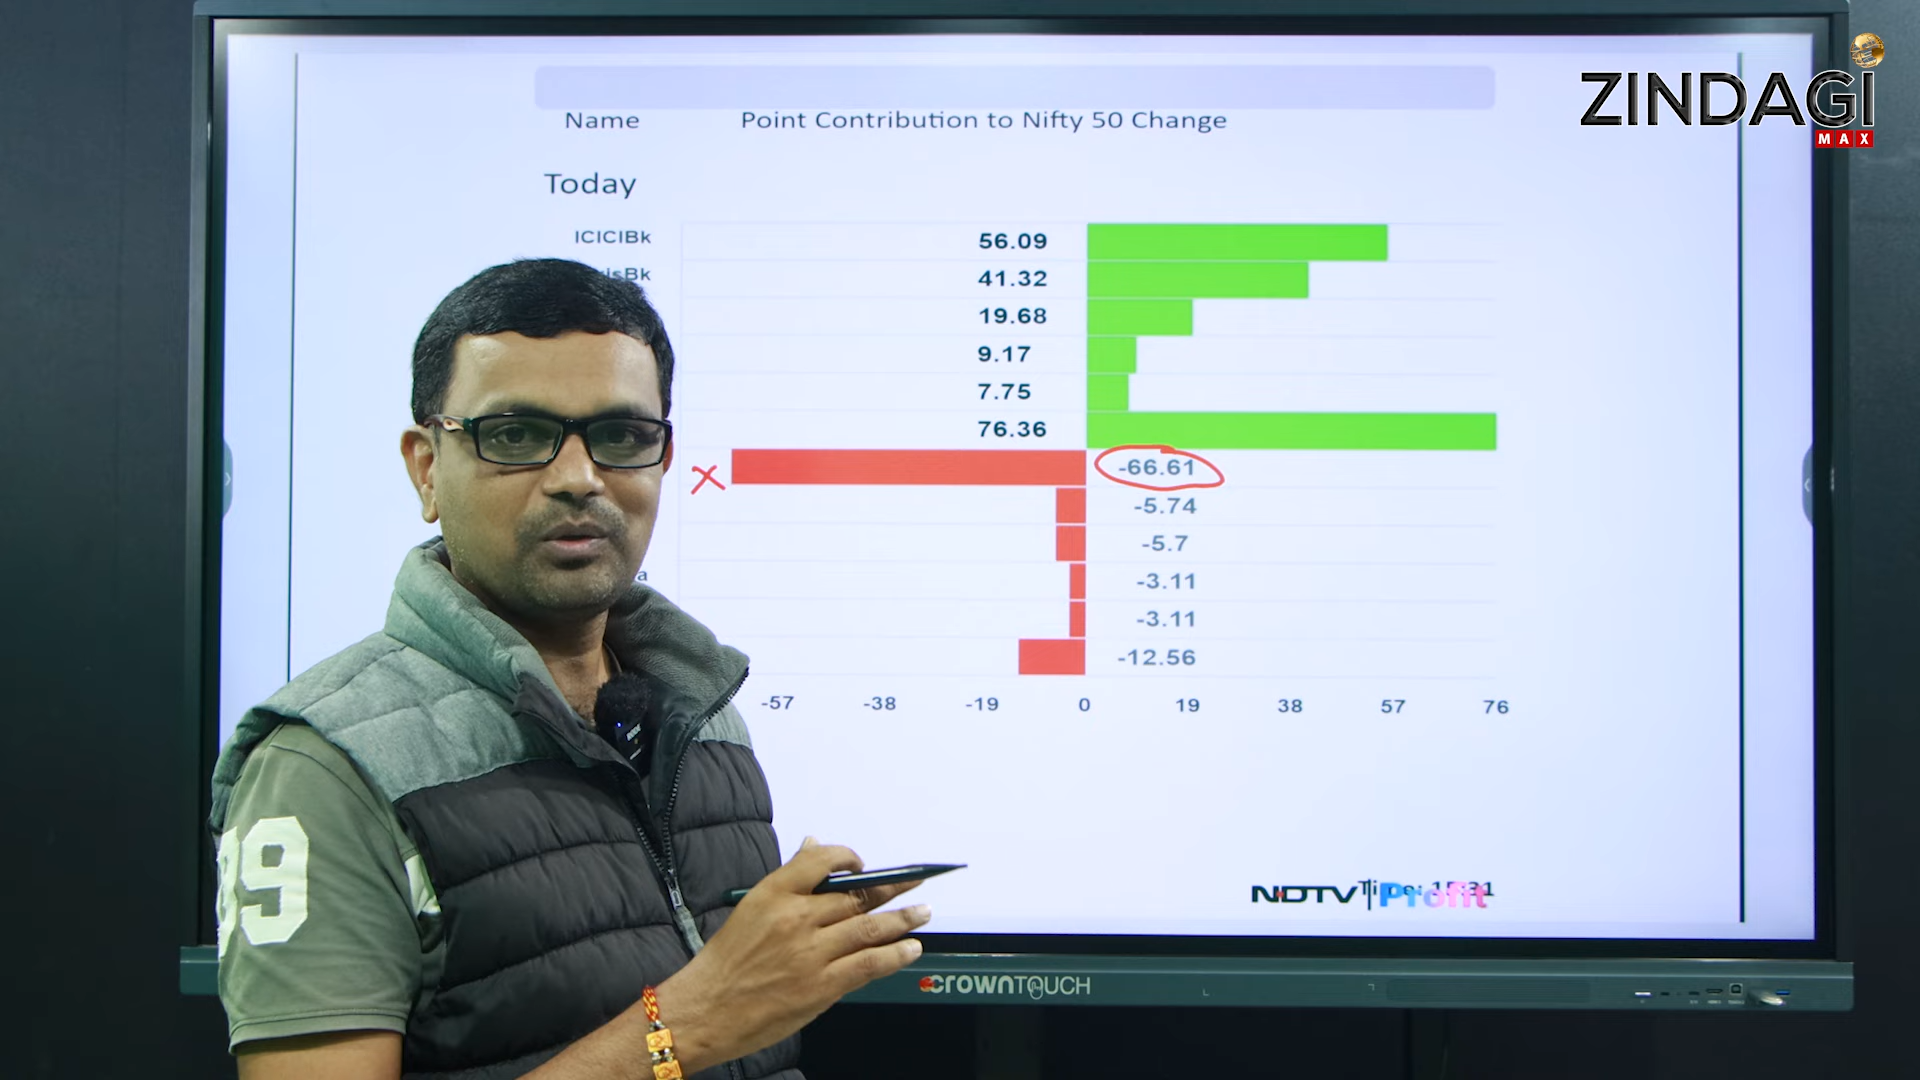 ZINDAGI
MAX
Name Point Contribution to Nifty 50 Change
Today
ICICIBk 56.09
isBk 41.32
19.68
9.17
7.75
76.36
X -66.61
-5.74
-5.7
a -3.11
-3.11
-12.56
-57 -38 -19 0 19 38 57 76
NDTV Profit
89
CROWNTOUCH